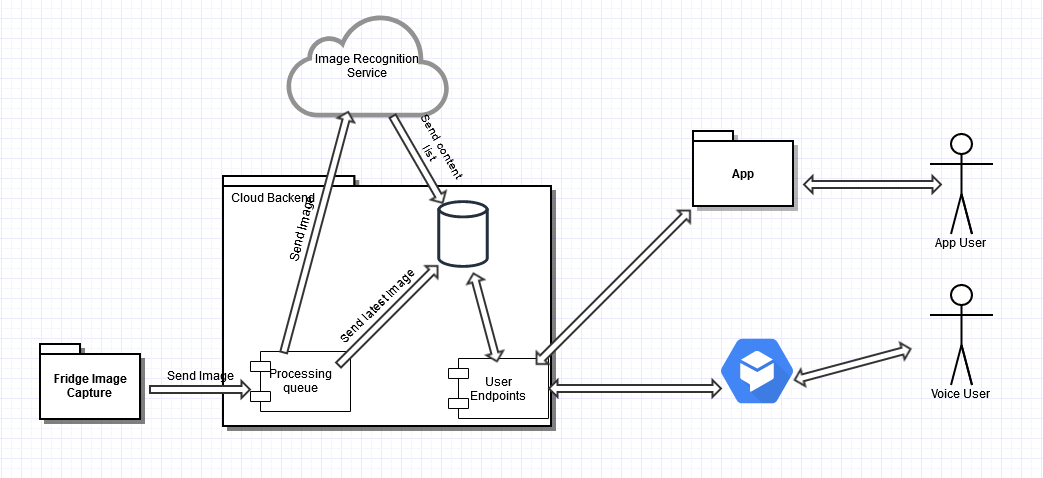 Image Recognition
Service
Send content
list
Cloud Backend
Send Image
Send latest Image
App
App User
Fridge Image
Capture
Send Image
Processing
queue
User
Endpoints
Voice User